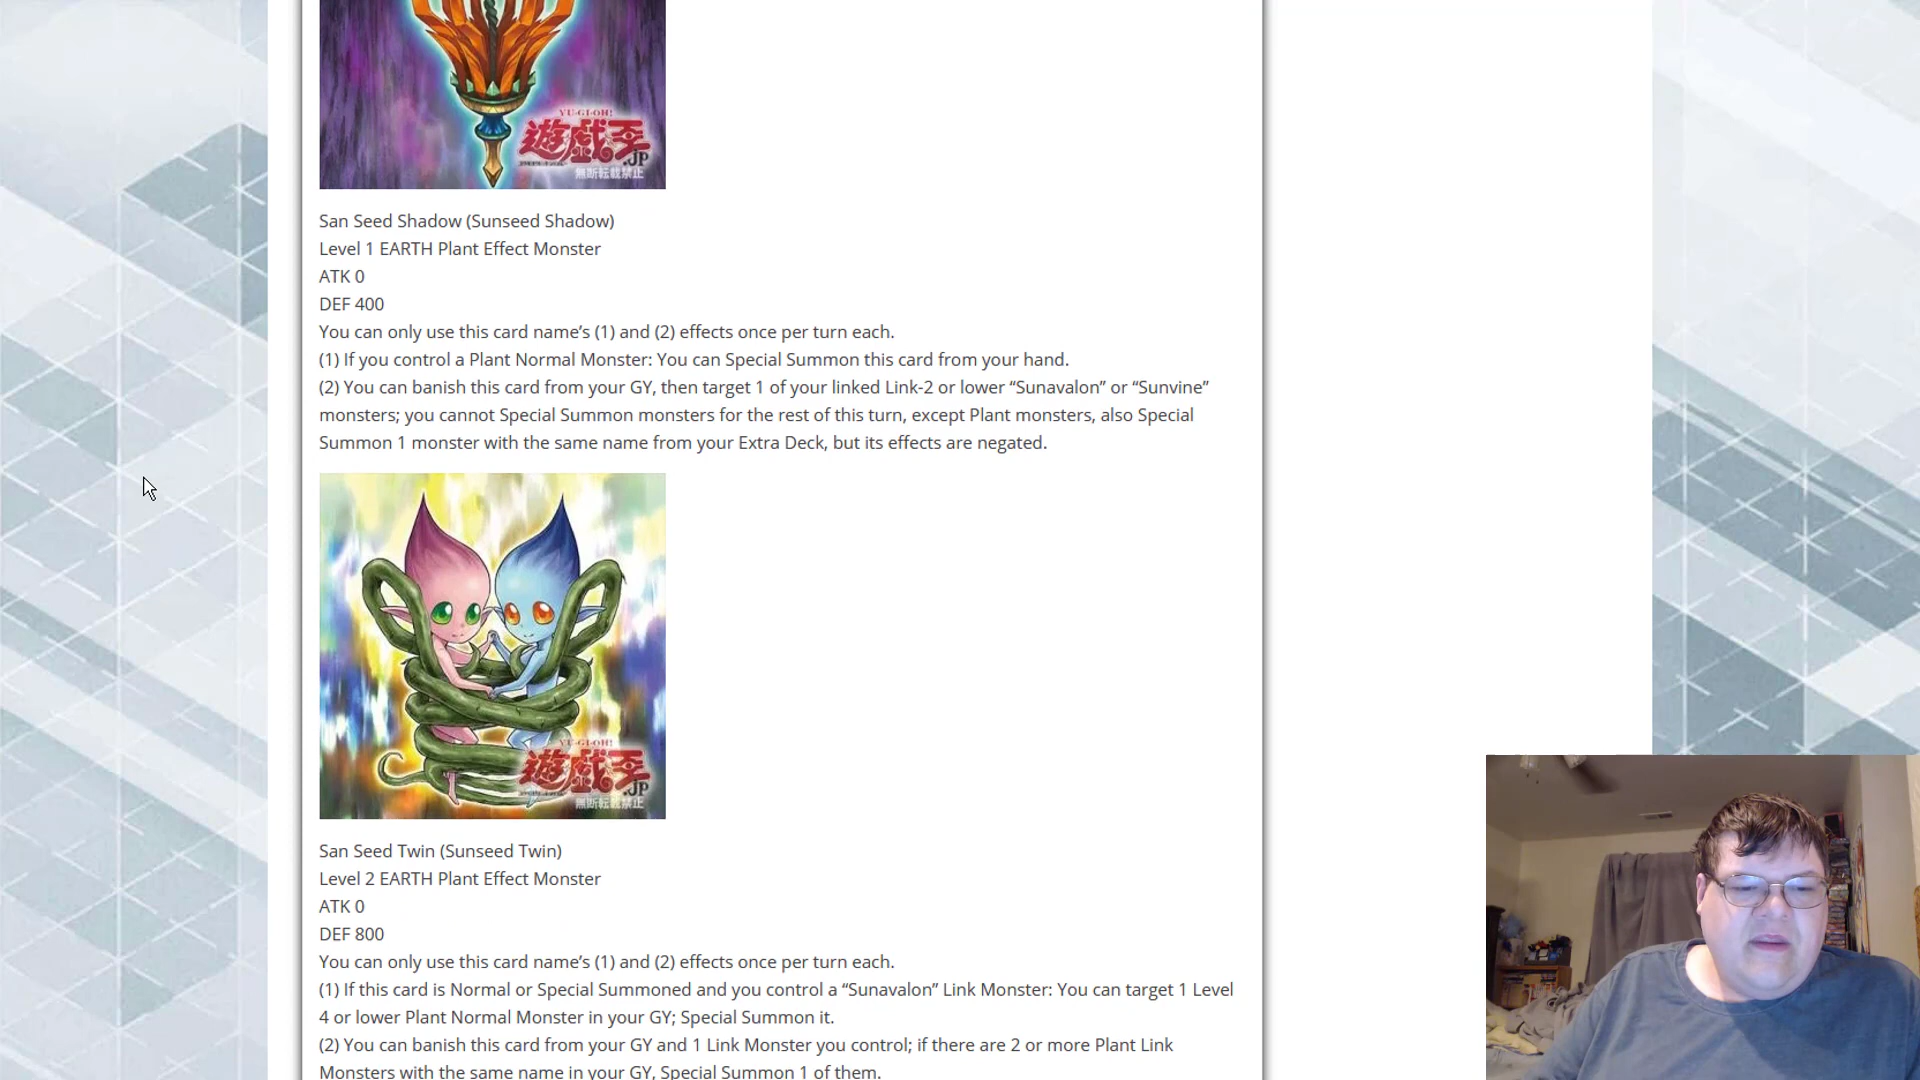 YU-GI-OH!
遊戯王.JP
無断転載禁止
San Seed Shadow (Sunseed Shadow)
Level 1 EARTH Plant Effect Monster
ATK 0
DEF 400
You can only use this card name’s (1) and (2) effects once per turn each.
(1) If you control a Plant Normal Monster: You can Special Summon this card from your hand.
(2) You can banish this card from your GY, then target 1 of your linked Link-2 or lower “Sunavalon” or “Sunvine”
monsters; you cannot Special Summon monsters for the rest of this turn, except Plant monsters, also Special
Summon 1 monster with the same name from your Extra Deck, but its effects are negated.
YU-GI-OH!
遊戯王.JP
無断転載禁止
San Seed Twin (Sunseed Twin)
Level 2 EARTH Plant Effect Monster
ATK 0
DEF 800
You can only use this card name’s (1) and (2) effects once per turn each.
(1) If this card is Normal or Special Summoned and you control a “Sunavalon” Link Monster: You can target 1 Level
4 or lower Plant Normal Monster in your GY; Special Summon it.
(2) You can banish this card from your GY and 1 Link Monster you control; if there are 2 or more Plant Link
Monsters with the same name in your GY, Special Summon 1 of them.